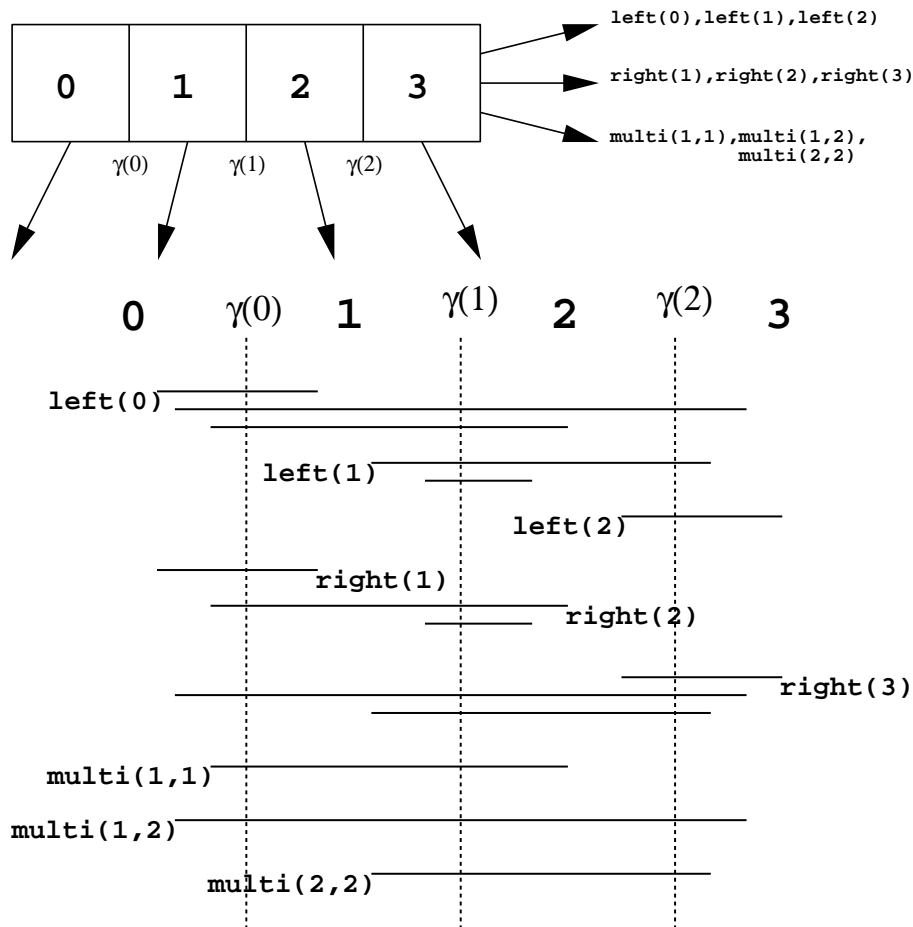 left(0),left(1),left(2)
0 1 2 3
right(1),right(2),right(3)
multi(1,1),multi(1,2),
multi(2,2)
γ(0) γ(1) γ(2)
0 γ(0) 1 γ(1) 2 γ(2) 3
left(0)
left(1)
left(2)
right(1)
right(2)
right(3)
multi(1,1)
multi(1,2)
multi(2,2)